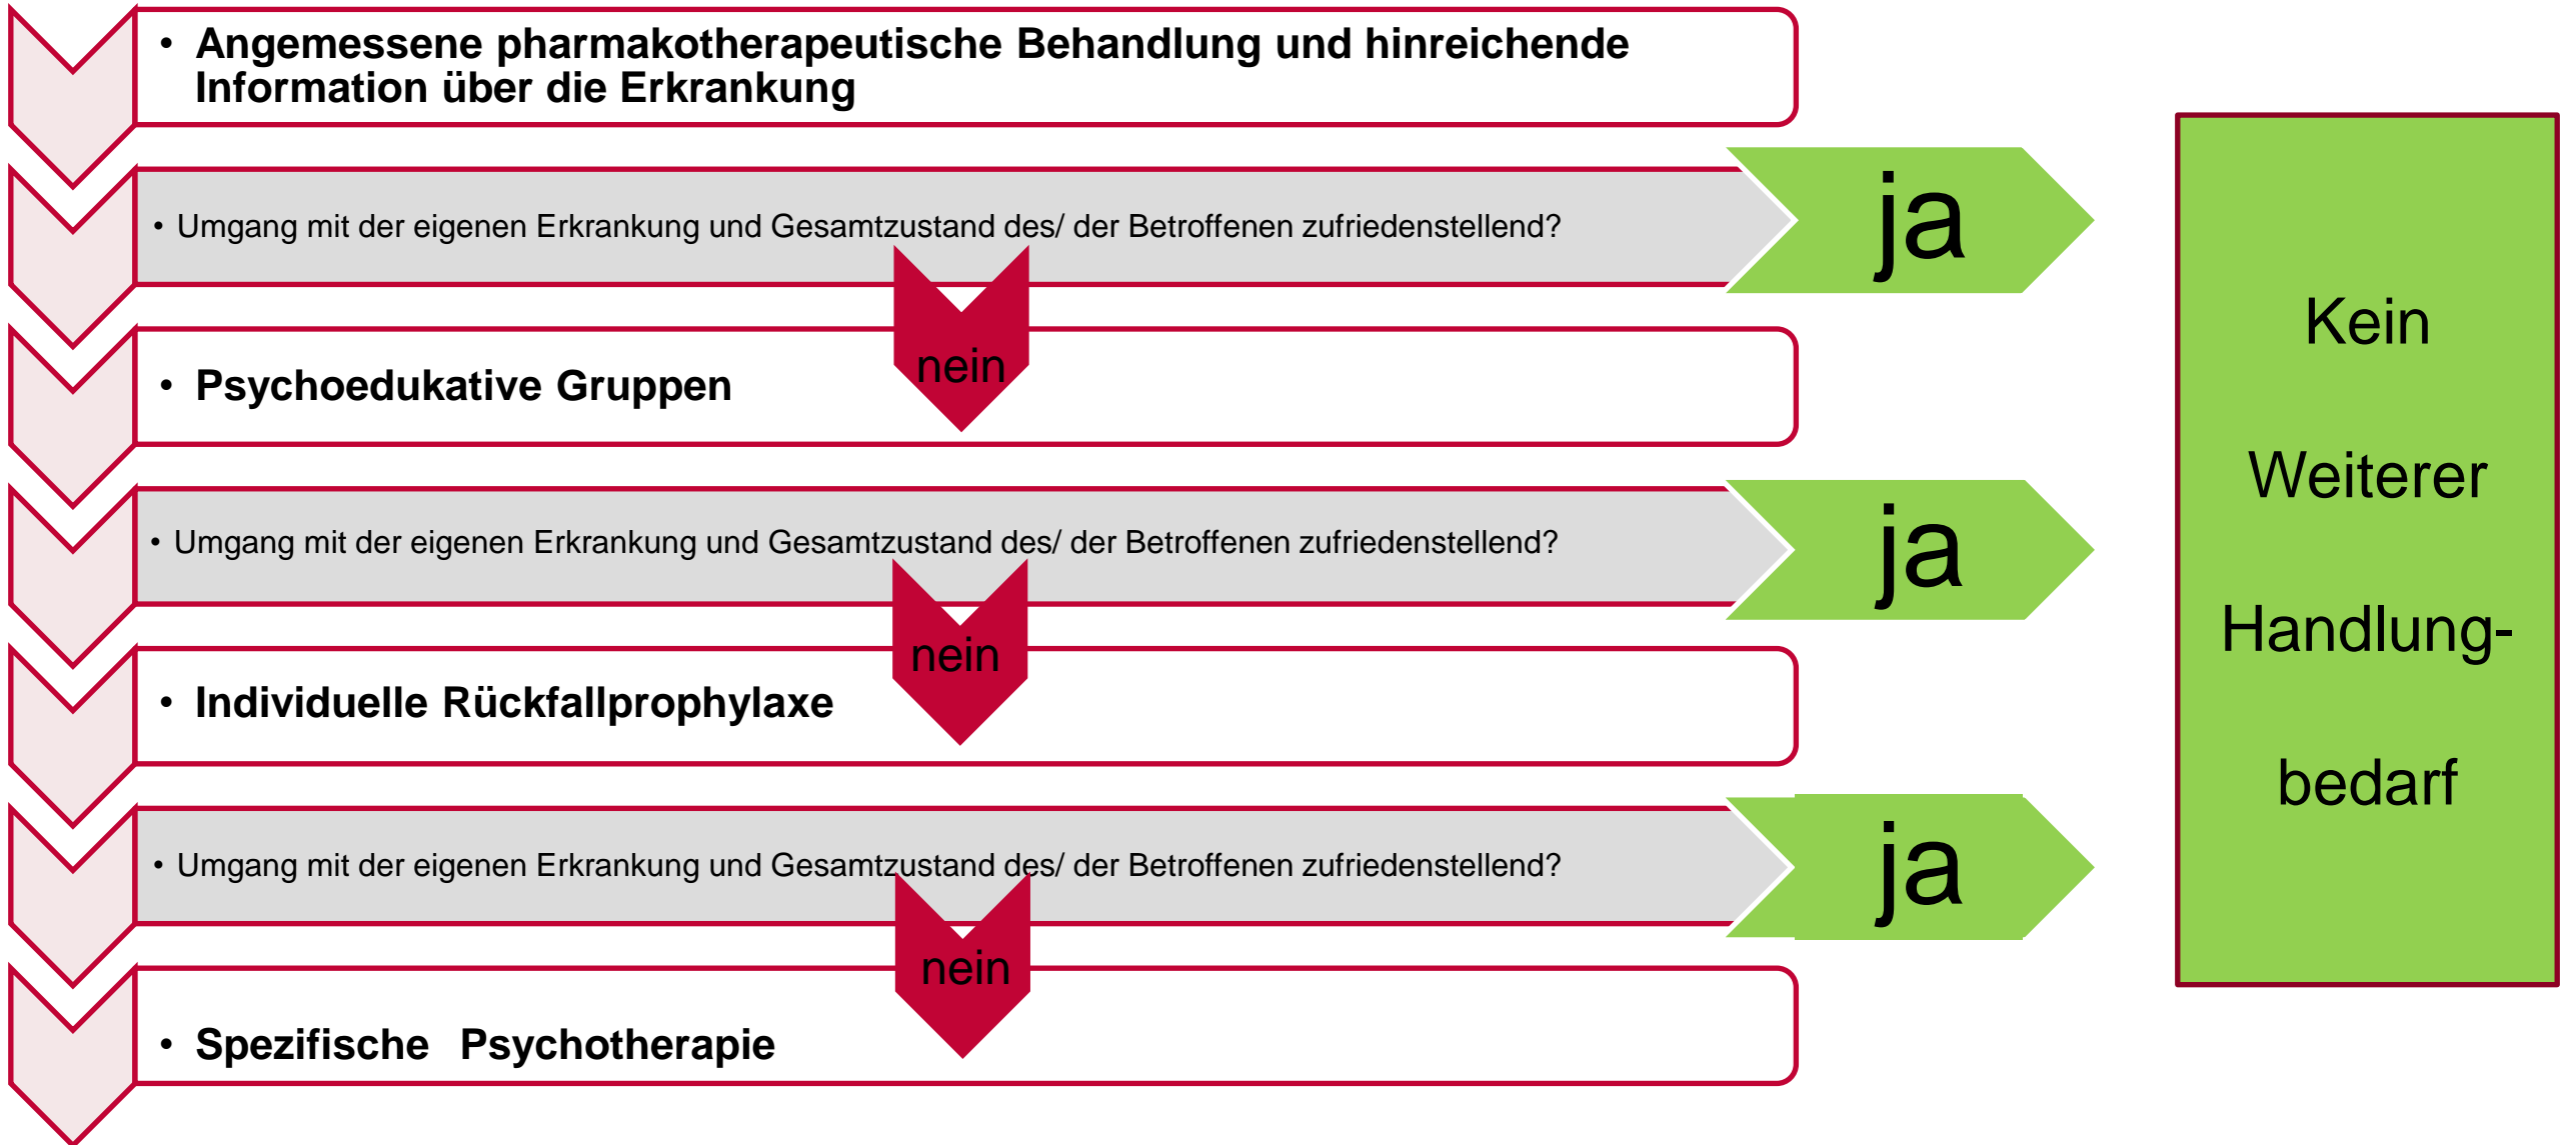 • Angemessene pharmakotherapeutische Behandlung und hinreichende
Information über die Erkrankung
• Umgang mit der eigenen Erkrankung und Gesamtzustand des/ der Betroffenen zufriedenstellend?
ja
nein
• Psychoedukative Gruppen
• Umgang mit der eigenen Erkrankung und Gesamtzustand des/ der Betroffenen zufriedenstellend?
ja
nein
• Individuelle Rückfallprophylaxe
• Umgang mit der eigenen Erkrankung und Gesamtzustand des/ der Betroffenen zufriedenstellend?
ja
nein
• Spezifische Psychotherapie
Kein
Weiterer
Handlung-
bedarf